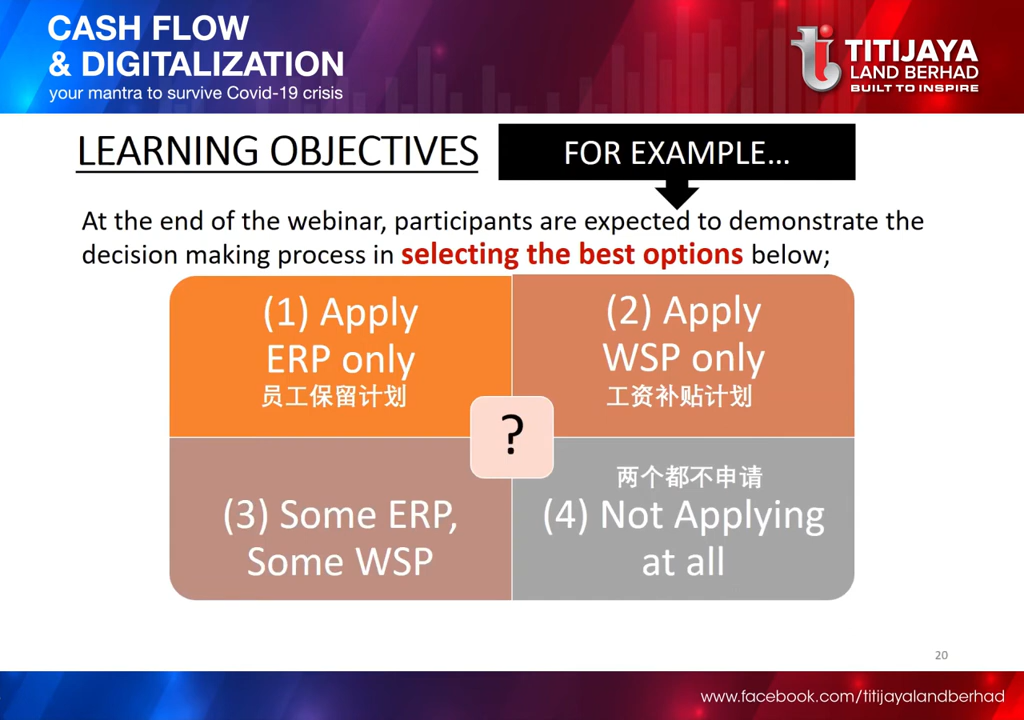 CASH FLOW
& DIGITALIZATION
your mantra to survive Covid-19 crisis
TITIJAYA
LAND BERHAD
BUILT TO INSPIRE
LEARNING OBJECTIVES
FOR EXAMPLE...
At the end of the webinar, participants are expected to demonstrate the
decision making process in selecting the best options below;
(1) Apply
ERP only
员工保留计划
(2) Apply
WSP only
工资补贴计划
?
(3) Some ERP,
Some WSP
两个都不申请
(4) Not Applying
at all
20
www.facebook.com/titijayalandberhad